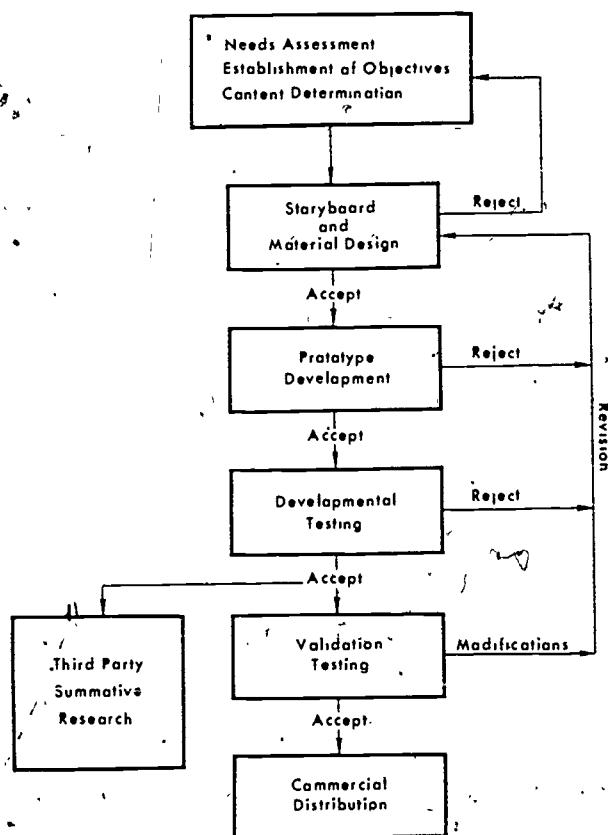 Needs Assessment
Establishment of Objectives
Content Determination
Storyboard
and
Material Design
Reject
Accept
Prototype
Development
Reject
Accept
Developmental
Testing
Reject
Revision
Accept
Third Party
Summative
Research
Validation
Testing
Modifications
Accept
Commercial
Distribution